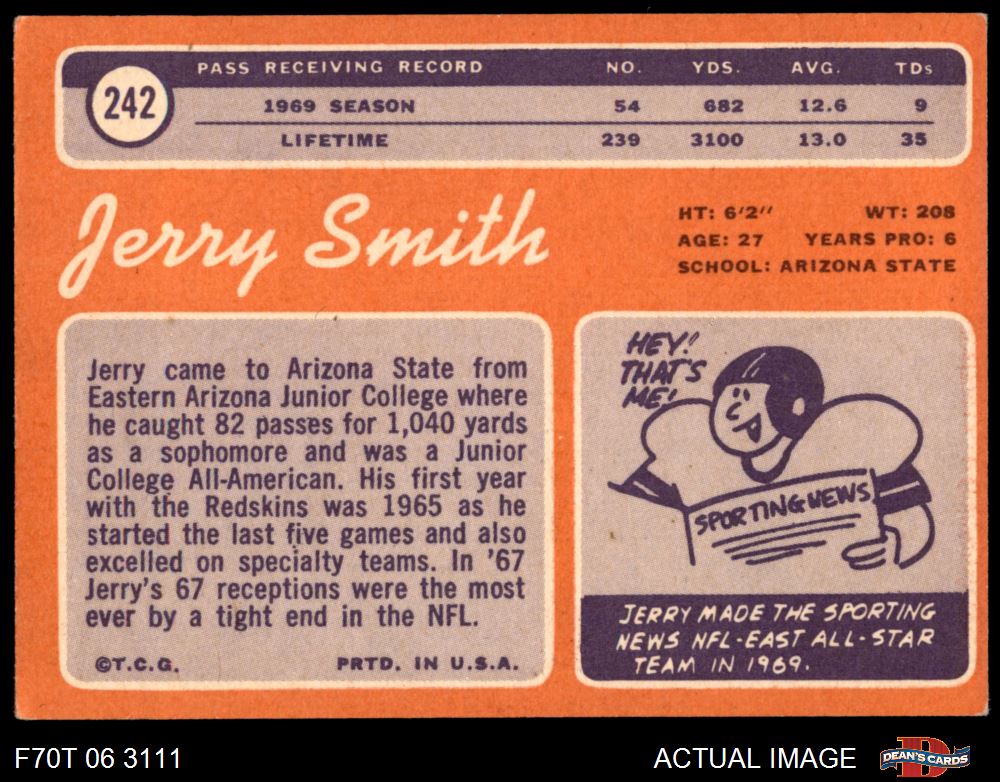 242
PASS RECEIVING RECORD NO. YDS. AVG. TDs
1969 SEASON 54 682 12.6 9
LIFETIME 239 3100 13.0 35
Jerry Smith
HT: 6'2" WT: 208
AGE: 27 YEARS PRO: 6
SCHOOL: ARIZONA STATE
Jerry came to Arizona State from
Eastern Arizona Junior College where
he caught 82 passes for 1,040 yards
as a sophomore and was a Junior
College All-American. His first year
with the Redskins was 1965 as he
started the last five games and also
excelled on specialty teams. In '67
Jerry's 67 receptions were the most
ever by a tight end in the NFL.
©T.C.G. PRTD. IN U.S.A.
HEY!
THAT'S
ME!
SPORTING NEWS
JERRY MADE THE SPORTING
NEWS NFL-EAST ALL-STAR
TEAM IN 1969.
F70T 06 3111 ACTUAL IMAGE DEAN'S CARDS